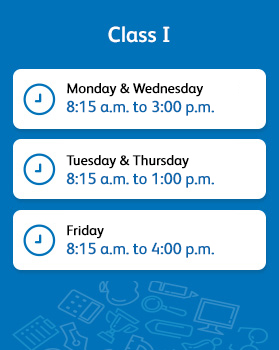 Class I
Monday & Wednesday
8:15 a.m. to 3:00 p.m.
Tuesday & Thursday
8:15 a.m. to 1:00 p.m.
Friday
8:15 a.m. to 4:00 p.m.